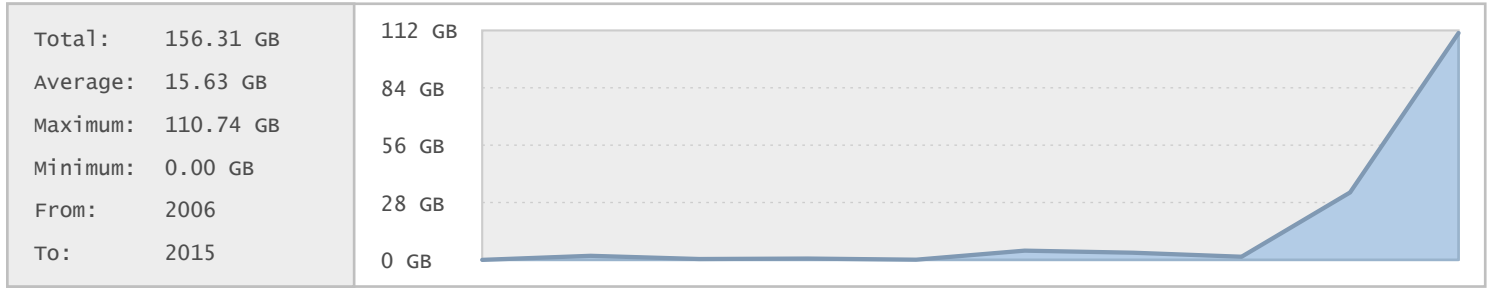 Total: 156.31 GB
Average: 15.63 GB
Maximum: 110.74 GB
Minimum: 0.00 GB
From: 2006
To: 2015
112 GB
84 GB
56 GB
28 GB
0 GB